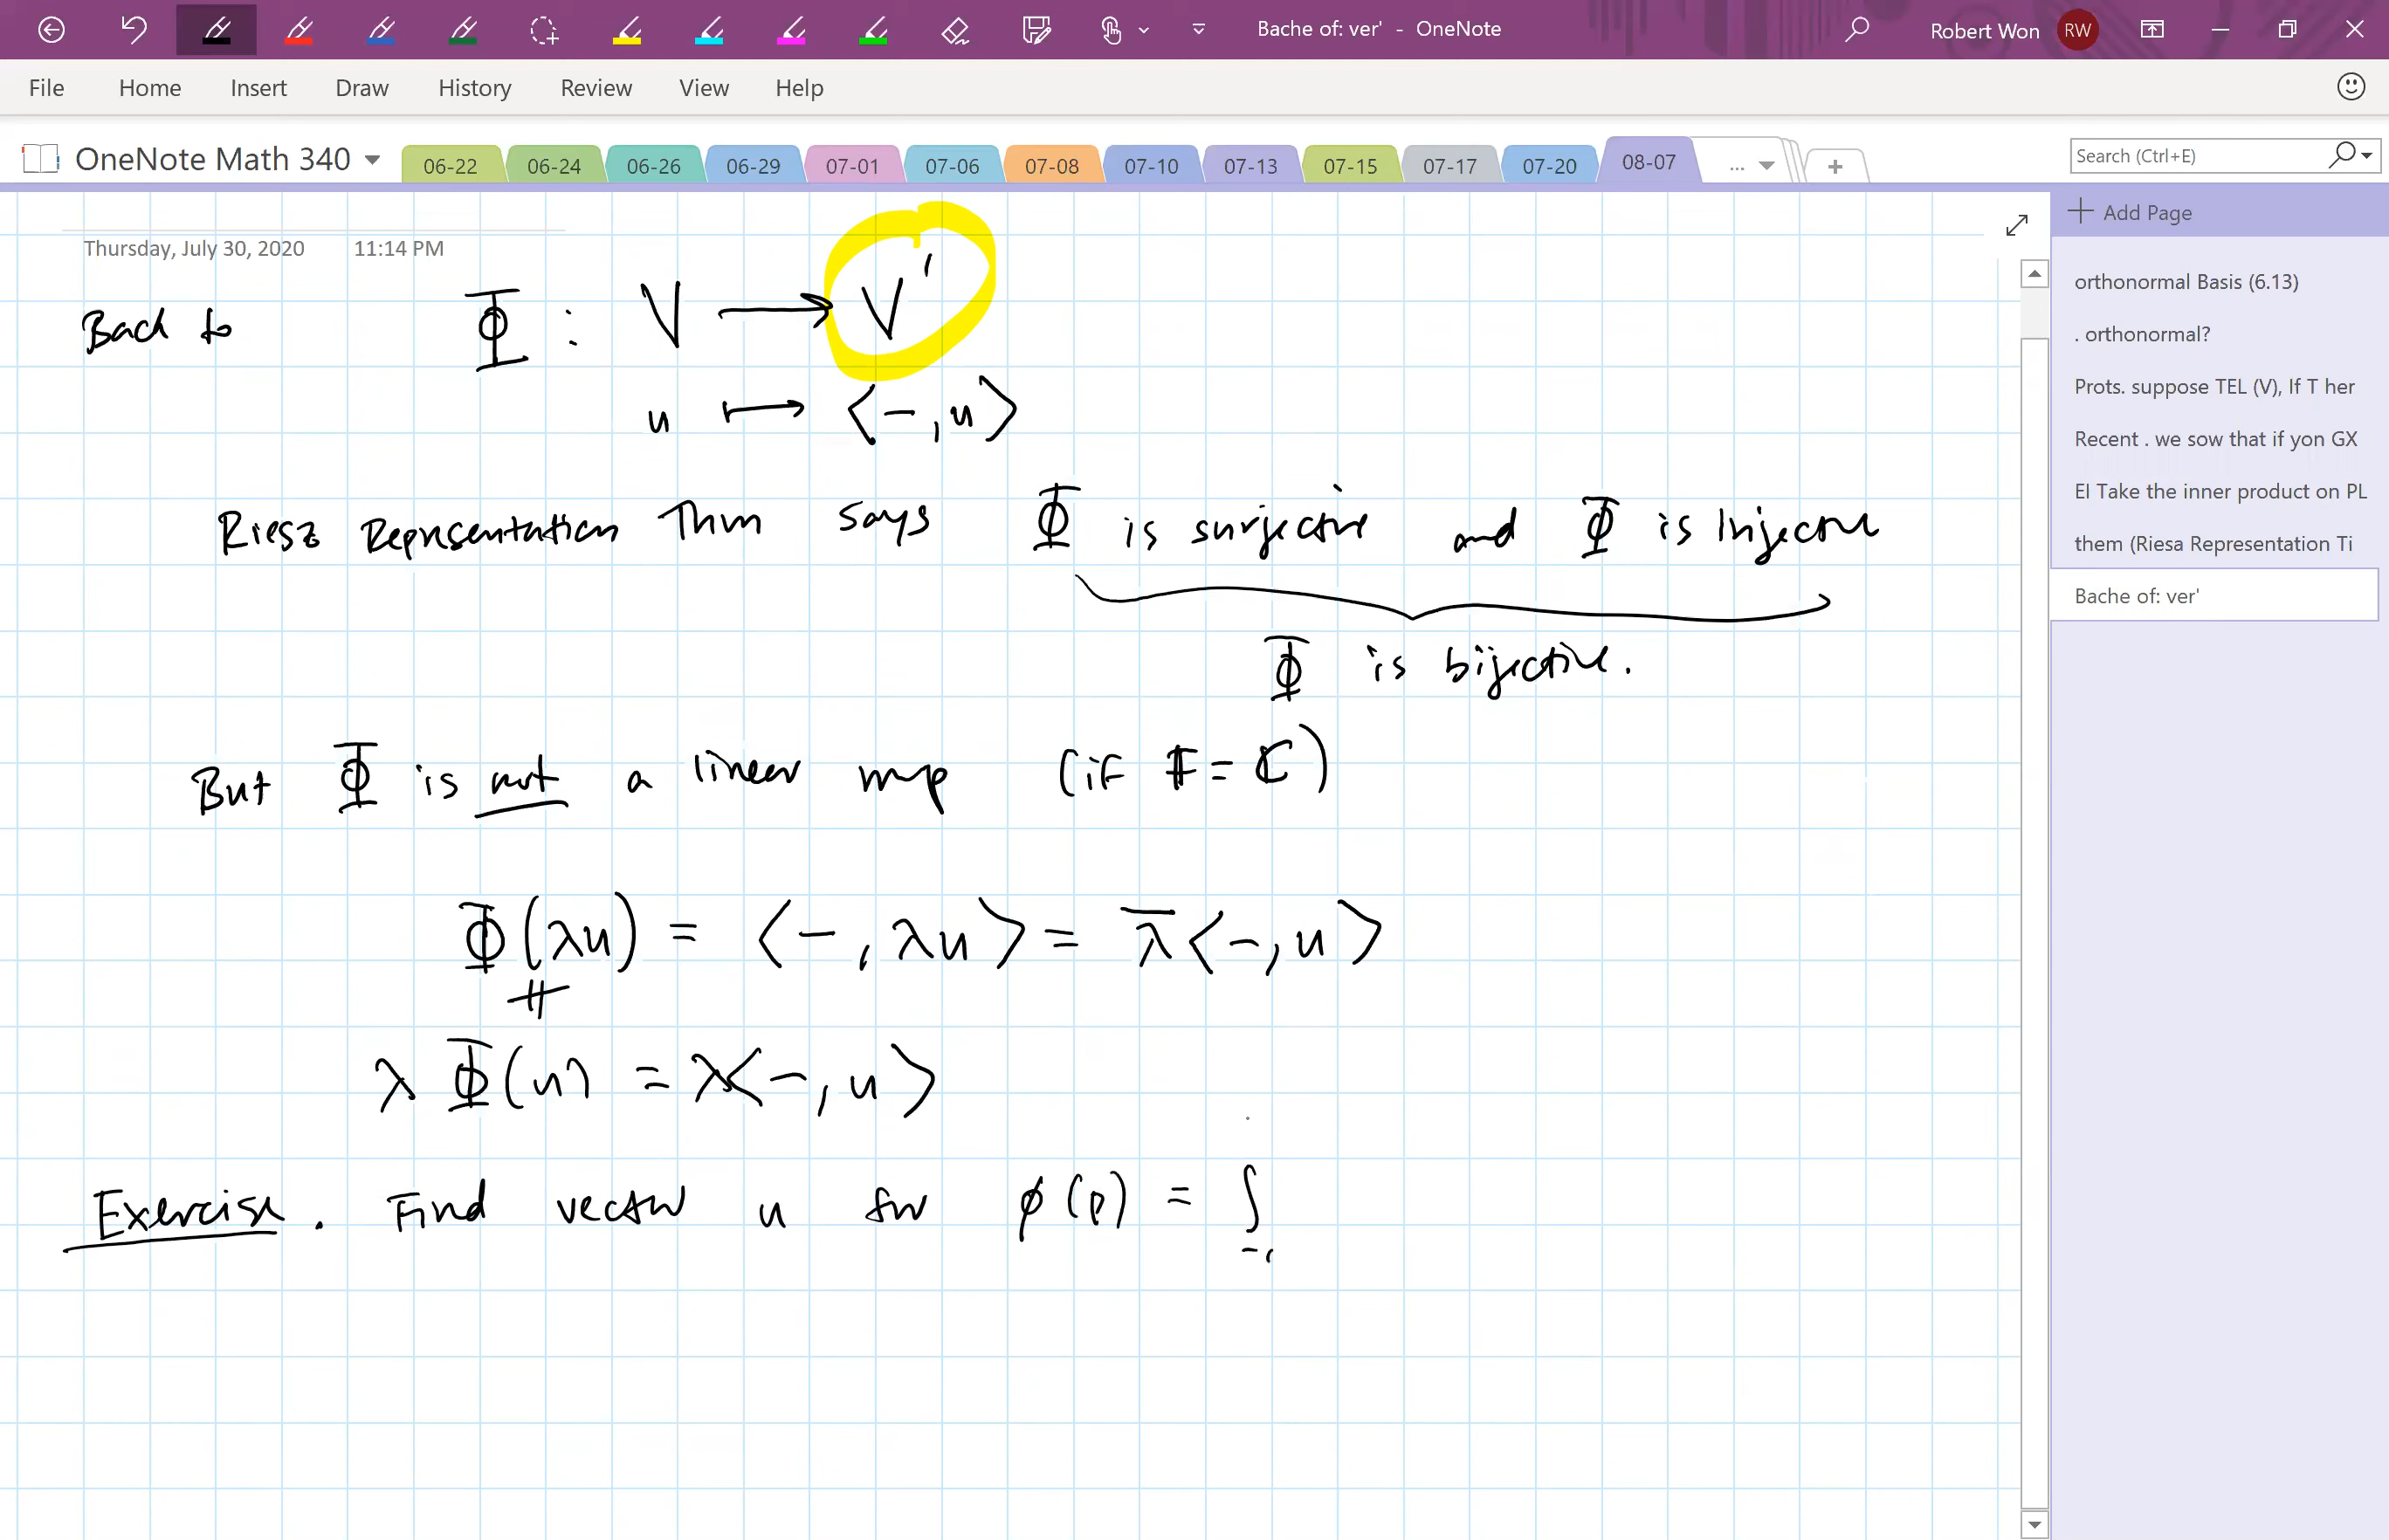 Bache of: ver' - OneNote
Robert Won RW
File Home Insert Draw History Review View Help
OneNote Math 340
06-22 06-24 06-26 06-29 07-01 07-06 07-08 07-10 07-13 07-15 07-17 07-20 08-07 ... +
Search (Ctrl+E)
Add Page
orthonormal Basis (6.13)
. orthonormal?
Prots. suppose TEL (V), If T her
Recent . we sow that if yon GX
El Take the inner product on PL
them (Riesa Representation Ti
Bache of: ver'
Thursday, July 30, 2020 11:14 PM
Back to Φ : V ⟶ V'
u ⟼ ⟨-, u⟩
Riesz Representation Thm says Φ is surjective and Φ is injective
Φ is bijective.
But Φ is not a linear map (if 𝔽 = ℂ)
Φ(λu) = ⟨-, λu⟩ = λ̄⟨-, u⟩
≠
λΦ(u) = λ⟨-, u⟩
Exercise. Find vector u for φ(p) = ∫_-1